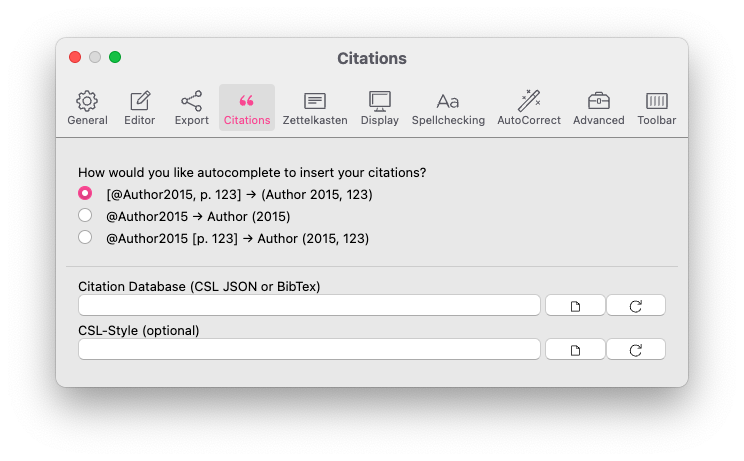 Citations
General Editor Export Citations Zettelkasten Display Spellchecking AutoCorrect Advanced Toolbar
How would you like autocomplete to insert your citations?
[@Author2015, p. 123] → (Author 2015, 123)
@Author2015 → Author (2015)
@Author2015 [p. 123] → Author (2015, 123)
Citation Database (CSL JSON or BibTex)
CSL-Style (optional)